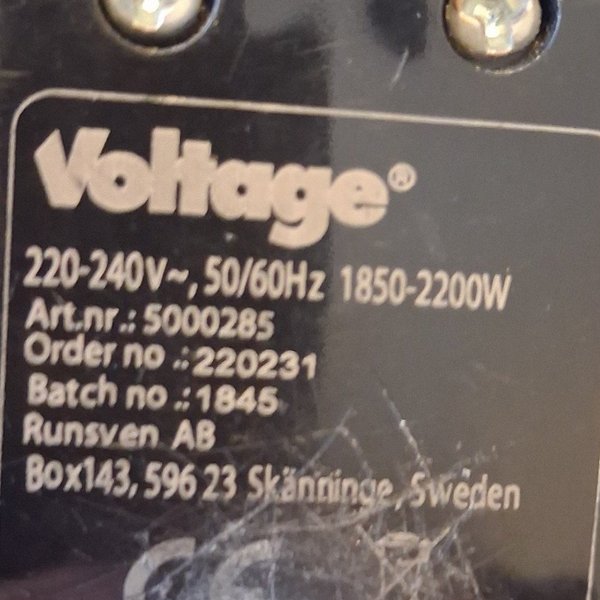 Voltage®
220-240V~, 50/60Hz 1850-2200W
Art.nr.: 5000285
Order no .: 220231
Batch no .: 1845
Runsven AB
Box143, 596 23 Skänninge, Sweden
CE